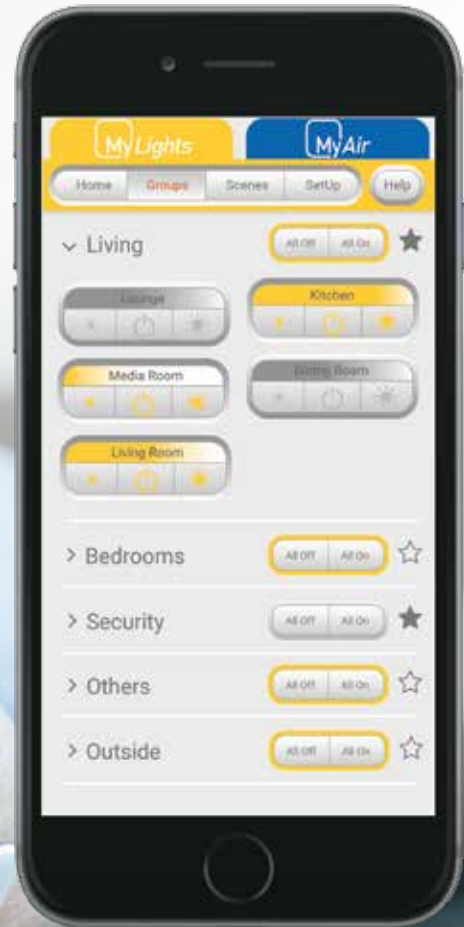 MyLights MyAir
Home Groups Scenes SetUp Help
Living All Off All On
Lounge Kitchen
Media Room Dining Room
Living Room
Bedrooms All Off All On
Security All Off All On
Others All Off All On
Outside All Off All On